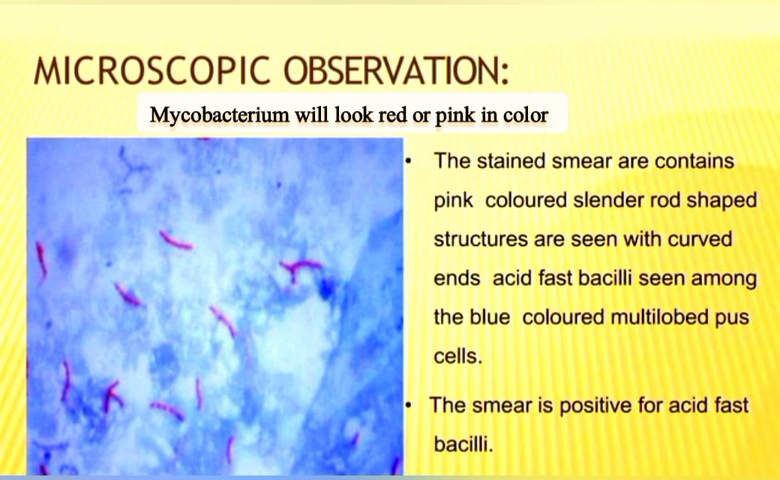 MICROSCOPIC OBSERVATION:
Mycobacterium will look red or pink in color
• The stained smear are contains
pink coloured slender rod shaped
structures are seen with curved
ends acid fast bacilli seen among
the blue coloured multilobed pus
cells.
• The smear is positive for acid fast
bacilli.